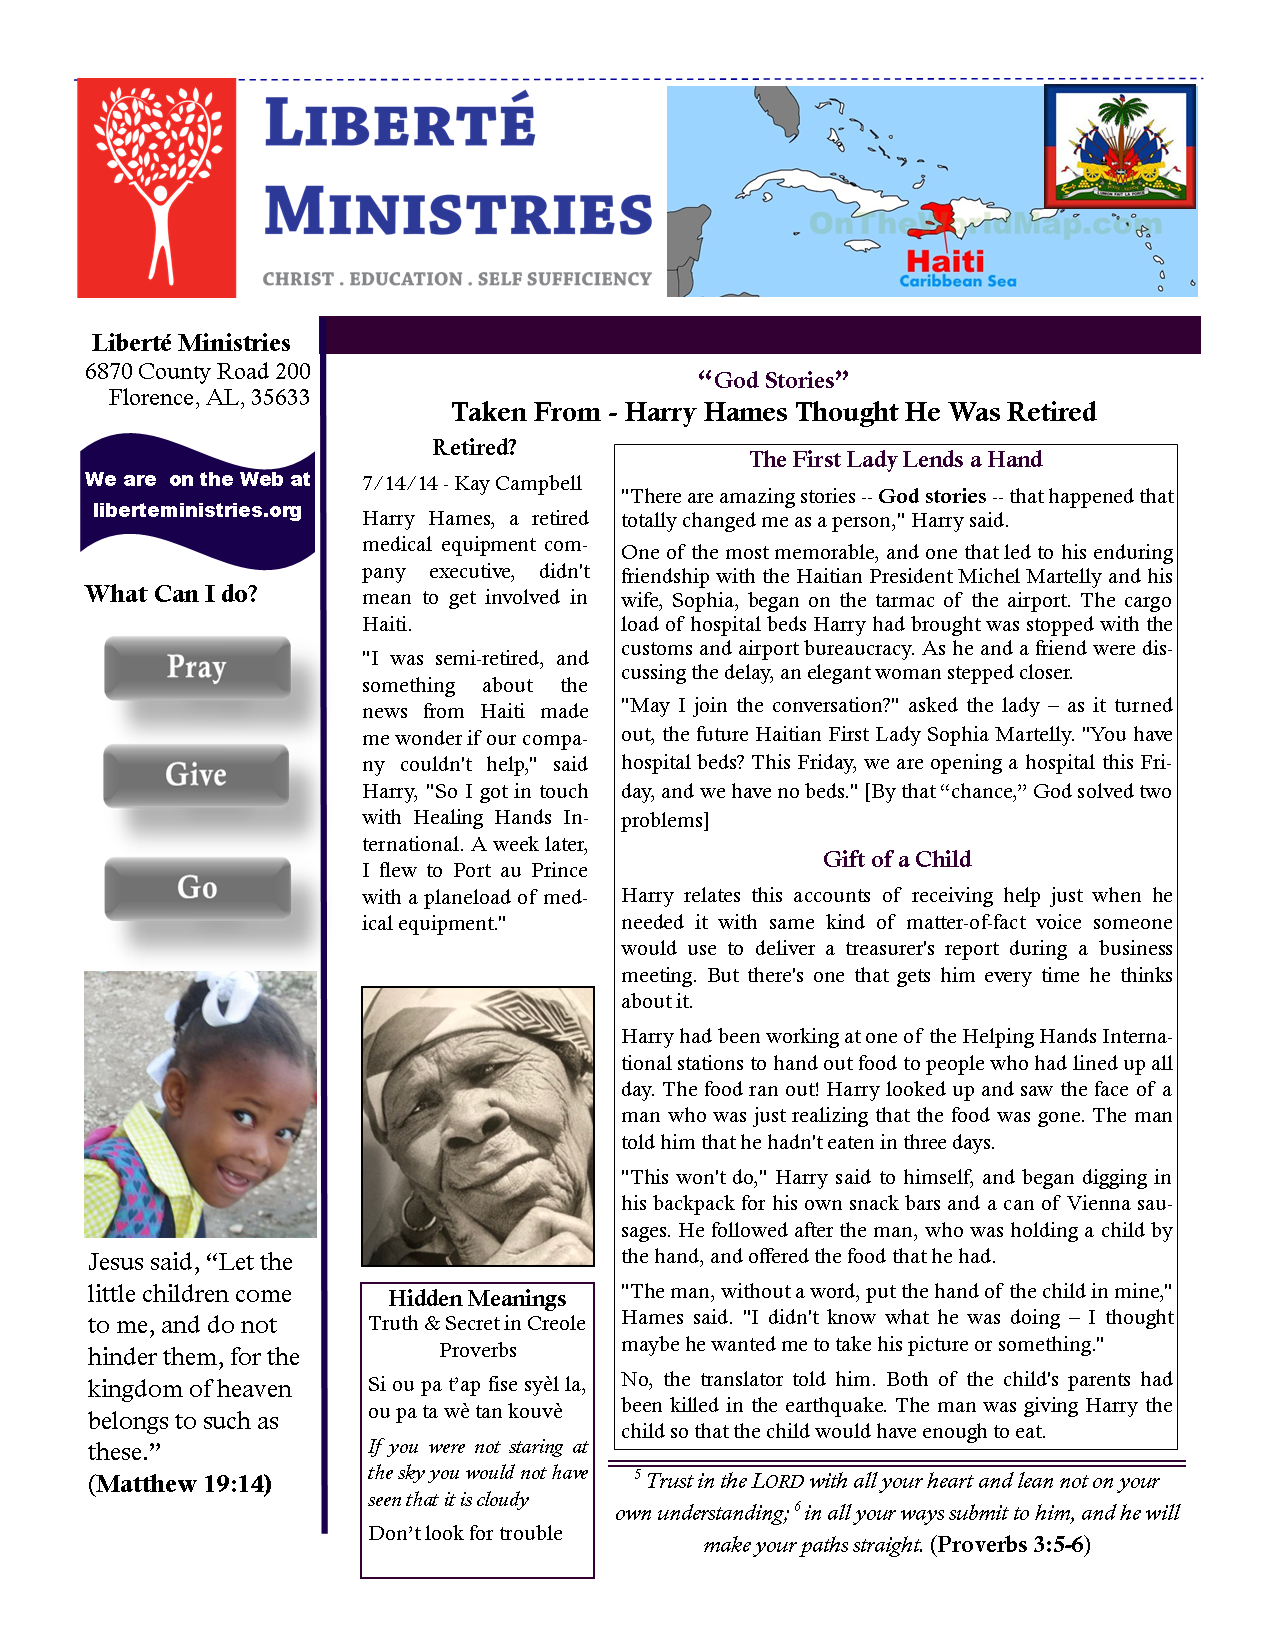 LIBERTÉ
MINISTRIES
CHRIST . EDUCATION . SELF SUFFICIENCY
OnTheWorldMap.com
Haiti
Caribbean Sea
Liberté Ministries
6870 County Road 200
Florence, AL, 35633
We are on the Web at
liberteministries.org
What Can I do?
Pray
Give
Go
Jesus said, “Let the
little children come
to me, and do not
hinder them, for the
kingdom of heaven
belongs to such as
these.”
(Matthew 19:14)
“God Stories”
Taken From - Harry Hames Thought He Was Retired
Retired?
7/14/14 - Kay Campbell
Harry Hames, a retired
medical equipment com-
pany executive, didn't
mean to get involved in
Haiti.
"I was semi-retired, and
something about the
news from Haiti made
me wonder if our compa-
ny couldn't help," said
Harry, "So I got in touch
with Healing Hands In-
ternational. A week later,
I flew to Port au Prince
with a planeload of med-
ical equipment."
Hidden Meanings
Truth & Secret in Creole
Proverbs
Si ou pa t’ap fise syèl la,
ou pa ta wè tan kouvè
If you were not staring at
the sky you would not have
seen that it is cloudy
Don’t look for trouble
The First Lady Lends a Hand
"There are amazing stories -- God stories -- that happened that
totally changed me as a person," Harry said.
One of the most memorable, and one that led to his enduring
friendship with the Haitian President Michel Martelly and his
wife, Sophia, began on the tarmac of the airport. The cargo
load of hospital beds Harry had brought was stopped with the
customs and airport bureaucracy. As he and a friend were dis-
cussing the delay, an elegant woman stepped closer.
"May I join the conversation?" asked the lady – as it turned
out, the future Haitian First Lady Sophia Martelly. "You have
hospital beds? This Friday, we are opening a hospital this Fri-
day, and we have no beds." [By that “chance,” God solved two
problems]
Gift of a Child
Harry relates this accounts of receiving help just when he
needed it with same kind of matter-of-fact voice someone
would use to deliver a treasurer's report during a business
meeting. But there's one that gets him every time he thinks
about it.
Harry had been working at one of the Helping Hands Interna-
tional stations to hand out food to people who had lined up all
day. The food ran out! Harry looked up and saw the face of a
man who was just realizing that the food was gone. The man
told him that he hadn't eaten in three days.
"This won't do," Harry said to himself, and began digging in
his backpack for his own snack bars and a can of Vienna sau-
sages. He followed after the man, who was holding a child by
the hand, and offered the food that he had.
"The man, without a word, put the hand of the child in mine,"
Hames said. "I didn't know what he was doing – I thought
maybe he wanted me to take his picture or something."
No, the translator told him. Both of the child's parents had
been killed in the earthquake. The man was giving Harry the
child so that the child would have enough to eat.
5 Trust in the LORD with all your heart and lean not on your
own understanding; 6 in all your ways submit to him, and he will
make your paths straight. (Proverbs 3:5-6)